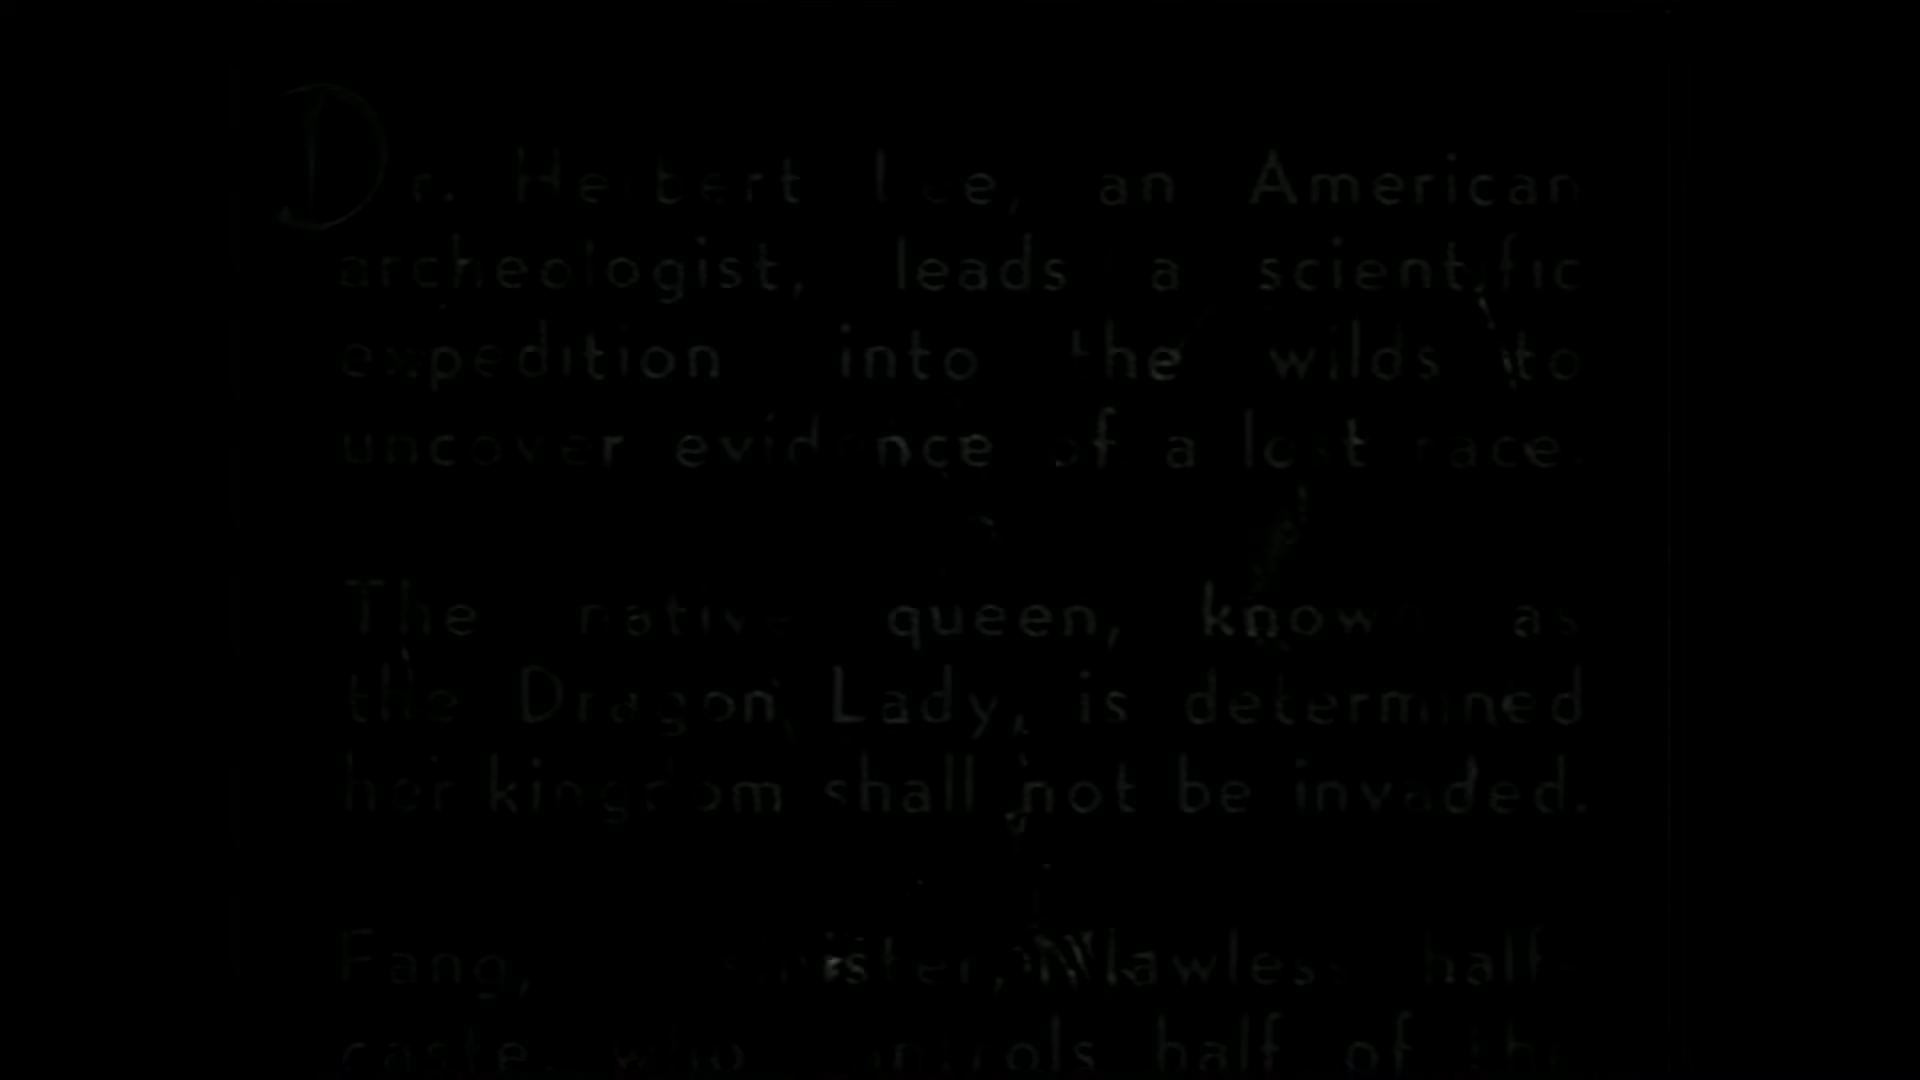 Dr. Herbert Lee, an American
archeologist, leads a scientific
expedition into the wilds to
uncover evidence of a lost race.
The native queen, known as
the Dragon Lady, is determined
her kingdom shall not be invaded.
Fang, sinister, lawless half-
caste, who controls half of the